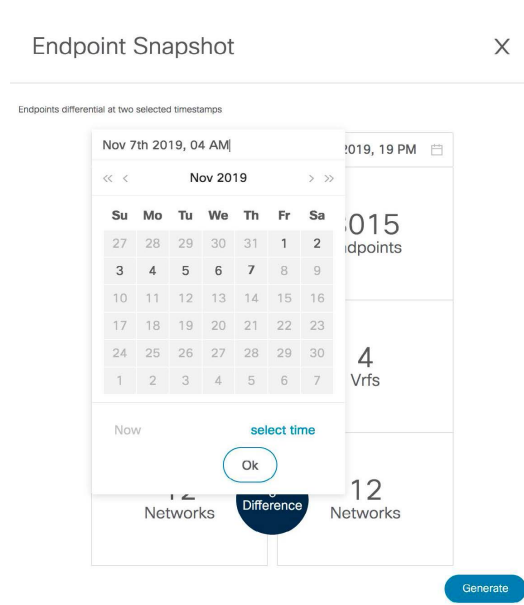 Endpoint Snapshot X
Endpoints differential at two selected timestamps
Nov 7th 2019, 04 AM
2019, 19 PM
« < Nov 2019 > »
Su Mo Tu We Th Fr Sa
27 28 29 30 31 1 2
3 4 5 6 7 8 9
10 11 12 13 14 15 16
17 18 19 20 21 22 23
24 25 26 27 28 29 30
1 2 3 4 5 6 7
Now select time
Ok
015
dpoints
4
Vrfs
12
Networks
Difference
12
Networks
Generate